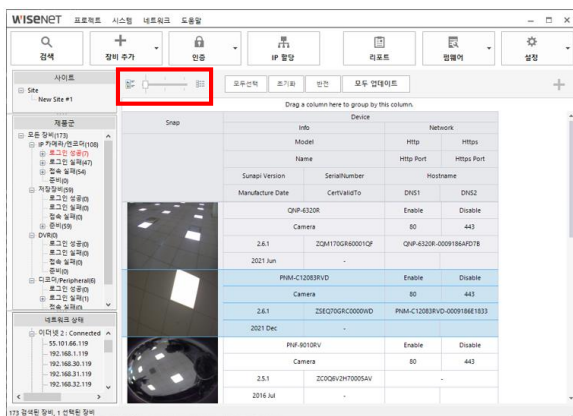 WISENET 프로젝트 시스템 네트워크 도움말
검색 장비 추가 인증 IP 할당 리포트 펌웨어 설정
사이트
Site
New Site #1
제품군
모든 장비(173)
IP 카메라/엔코더(108)
로그인 성공(7)
로그인 실패(47)
접속 실패(54)
준비(0)
저장장비(59)
로그인 성공(0)
로그인 실패(0)
접속 실패(0)
준비(59)
DVR(0)
로그인 성공(0)
로그인 실패(0)
접속 실패(0)
준비(0)
디코더/Peripheral(6)
로그인 성공(0)
로그인 실패(1)
접속 실패(0)
네트워크 상태
이더넷 2 : Connected
55.101.66.119
192.168.1.119
192.168.30.119
192.168.31.119
192.168.32.119
모두선택 초기화 반전 모두 업데이트
Drag a column here to group by this column.
Snap Device
Info Network
Model Http Https
Name Http Port Https Port
Sunapi Version SerialNumber Hostname
Manufacture Date CertValidTo DNS1 DNS2
QNP-6320R Enable Disable
Camera 80 443
2.6.1 ZQM170GR60001QF QNP-6320R-0009186AFD7B
2021 Jun -
PNM-C12083RVD Enable Disable
Camera 80 443
2.6.1 ZSEQ70GRC0000WD PNM-C12083RVD-0009186E1833
2021 Dec -
PNF-9010RV Enable Disable
Camera 80 443
2.5.1 ZC0Q6V2H70005AV -
2016 Jul -
173 검색된 장비, 1 선택된 장비